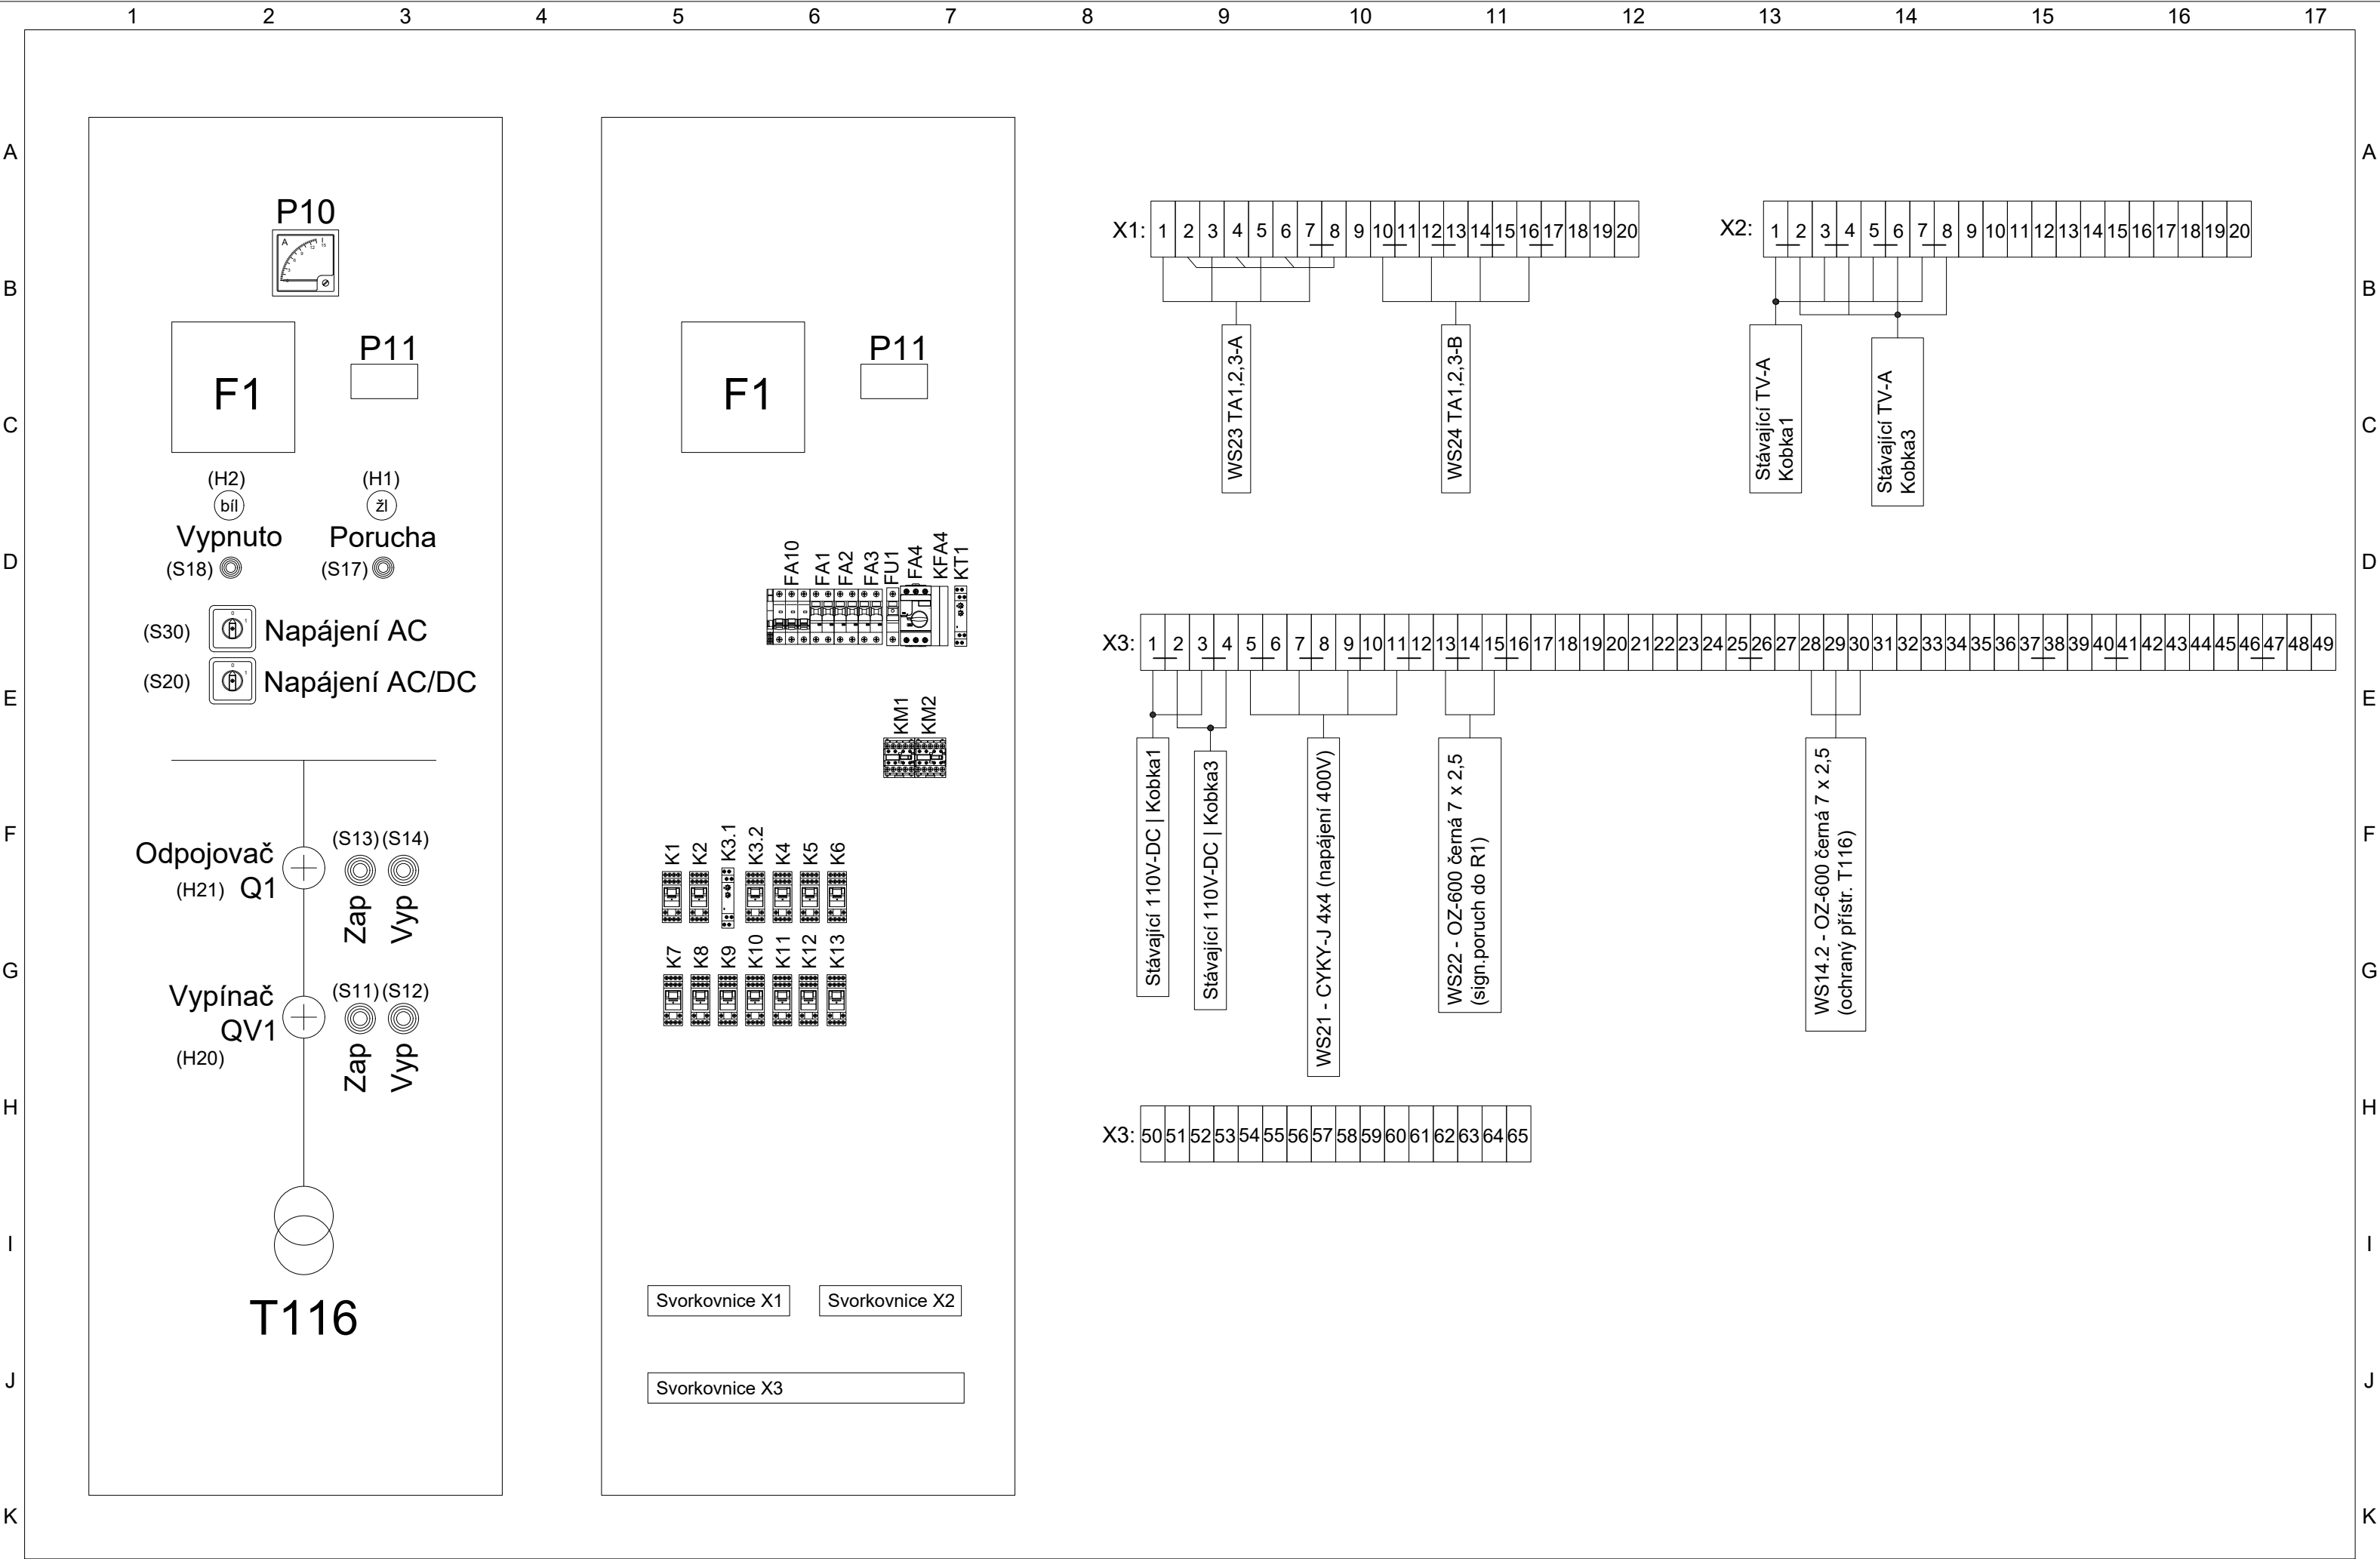 1 2 3 4 5 6 7 8 9 10 11 12 13 14 15 16 17
A
B
C
D
E
F
G
H
I
J
K
P10
A
F1
P11
(H2)
bíl
Vypnuto
(S18)
(H1)
žl
Porucha
(S17)
(S30)
0
1
Napájení AC
(S20)
0
1
Napájení AC/DC
Odpojovač
(H21) Q1
(S13) (S14)
Zap
Vyp
Vypínač
QV1
(H20)
(S11) (S12)
Zap
Vyp
T116
F1
P11
FA10
FA1
FA2
FA3
FU1
FA4
KFA4
KT1
KM1
KM2
K1
K2
K3.1
K3.2
K4
K5
K6
K7
K8
K9
K10
K11
K12
K13
Svorkovnice X1
Svorkovnice X2
Svorkovnice X3
X1: 1 2 3 4 5 6 7 8 9 10 11 12 13 14 15 16 17 18 19 20
WS23 TA1,2,3-A
WS24 TA1,2,3-B
X2: 1 2 3 4 5 6 7 8 9 10 11 12 13 14 15 16 17 18 19 20
Stávající TV-A
Kobka1
Stávající TV-A
Kobka3
X3: 1 2 3 4 5 6 7 8 9 10 11 12 13 14 15 16 17 18 19 20 21 22 23 24 25 26 27 28 29 30 31 32 33 34 35 36 37 38 39 40 41 42 43 44 45 46 47 48 49
Stávající 110V-DC | Kobka1
Stávající 110V-DC | Kobka3
WS21 - CYKY-J 4x4 (napájení 400V)
WS22 - OZ-600 černá 7 x 2,5
(sign.poruch do R1)
WS14.2 - OZ-600 černá 7 x 2,5
(ochraný přístr. T116)
X3: 50 51 52 53 54 55 56 57 58 59 60 61 62 63 64 65
A
B
C
D
E
F
G
H
I
J
K